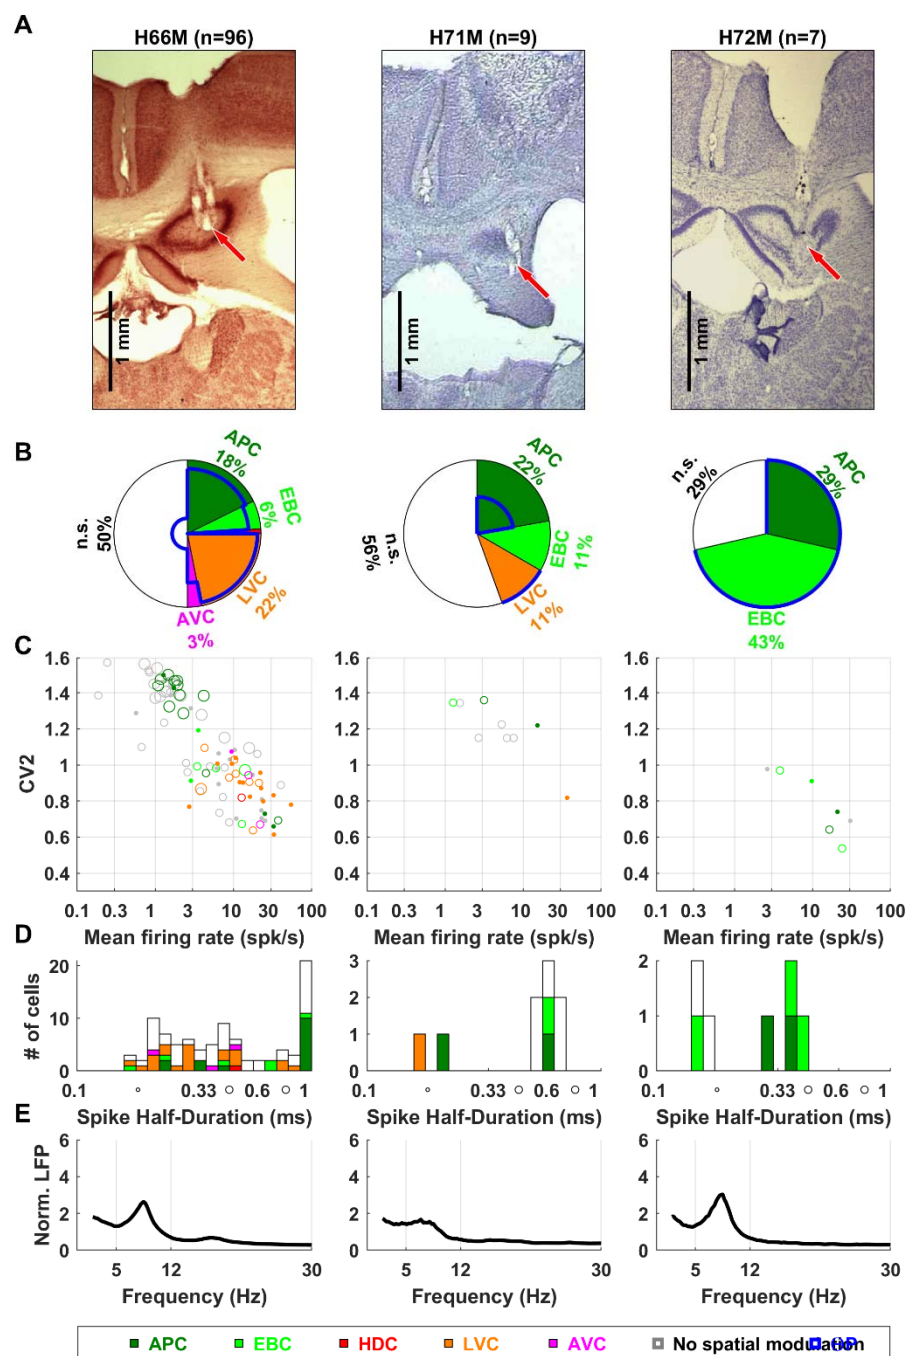 A
H66M (n=96) H71M (n=9) H72M (n=7)
1 mm 1 mm 1 mm
B
APC 18% EBC 6% LVC 22% AVC 3% n.s. 50%
APC 22% EBC 11% LVC 11% n.s. 56%
APC 29% EBC 43% n.s. 29%
C
CV2
1.6 1.4 1.2 1 0.8 0.6 0.4
1.6 1.4 1.2 1 0.8 0.6 0.4
1.6 1.4 1.2 1 0.8 0.6 0.4
0.1 0.3 1 3 10 30 100 0.1 0.3 1 3 10 30 100 0.1 0.3 1 3 10 30 100
Mean firing rate (spk/s) Mean firing rate (spk/s) Mean firing rate (spk/s)
D
# of cells
20 10 0
3 2 1 0
2 1 0
0.1 0.33 0.6 1 0.1 0.33 0.6 1 0.1 0.33 0.6 1
Spike Half-Duration (ms) Spike Half-Duration (ms) Spike Half-Duration (ms)
E
Norm. LFP
6 4 2 0
6 4 2 0
6 4 2 0
5 12 30 5 12 30 5 12 30
Frequency (Hz) Frequency (Hz) Frequency (Hz)
APC EBC HDC LVC AVC No spatial modulation